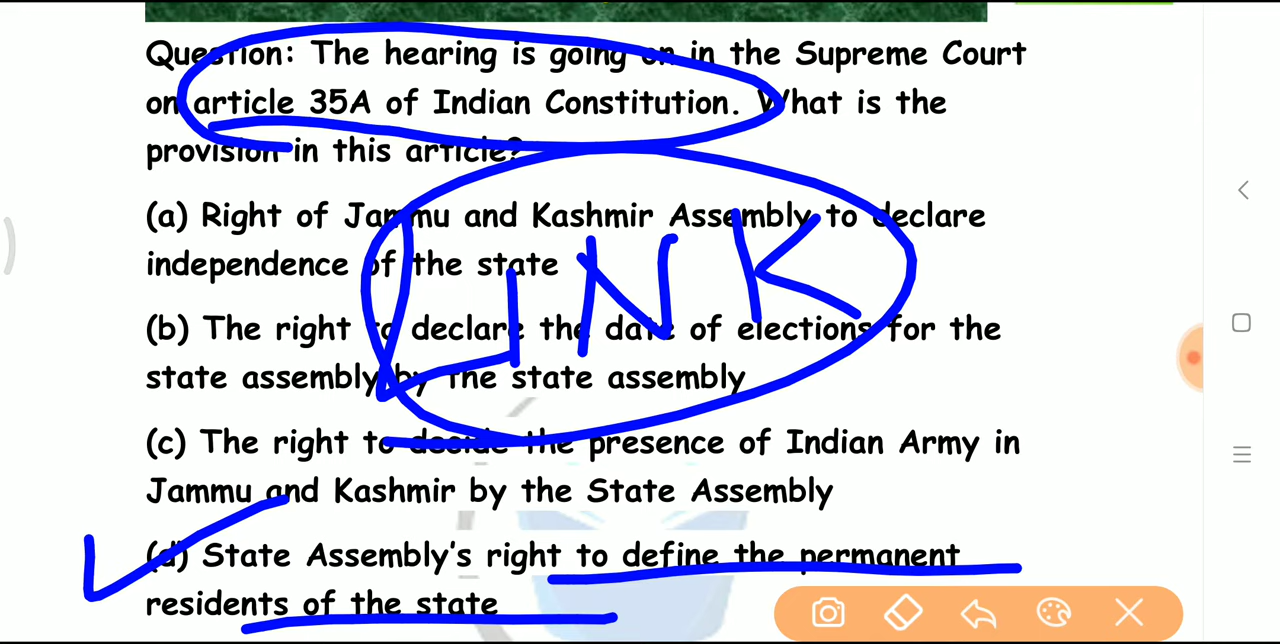 Question: The hearing is going on in the Supreme Court
on article 35A of Indian Constitution. What is the
provision in this article?
(a) Right of Jammu and Kashmir Assembly to declare
independence of the state
(b) The right to declare the date of elections for the
state assembly by the state assembly
LINK
(c) The right to decide the presence of Indian Army in
Jammu and Kashmir by the State Assembly
(d) State Assembly's right to define the permanent
residents of the state